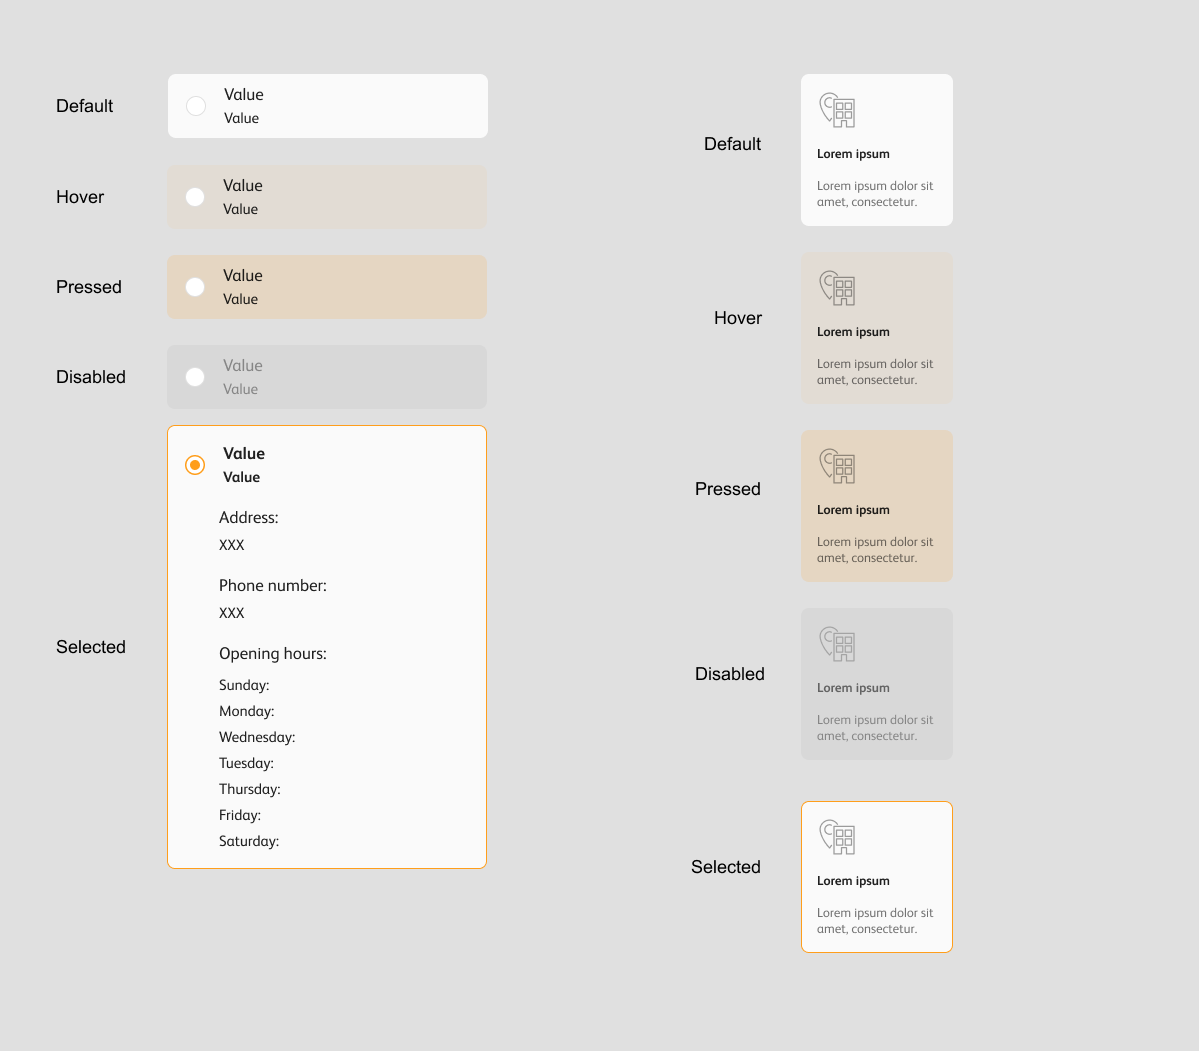 Default
Value
Value
Hover
Value
Value
Pressed
Value
Value
Disabled
Value
Value
Selected
Value
Value
Address:
XXX
Phone number:
XXX
Opening hours:
Sunday:
Monday:
Wednesday:
Tuesday:
Thursday:
Friday:
Saturday:
Default
Lorem ipsum
Lorem ipsum dolor sit
amet, consectetur.
Hover
Lorem ipsum
Lorem ipsum dolor sit
amet, consectetur.
Pressed
Lorem ipsum
Lorem ipsum dolor sit
amet, consectetur.
Disabled
Lorem ipsum
Lorem ipsum dolor sit
amet, consectetur.
Selected
Lorem ipsum
Lorem ipsum dolor sit
amet, consectetur.